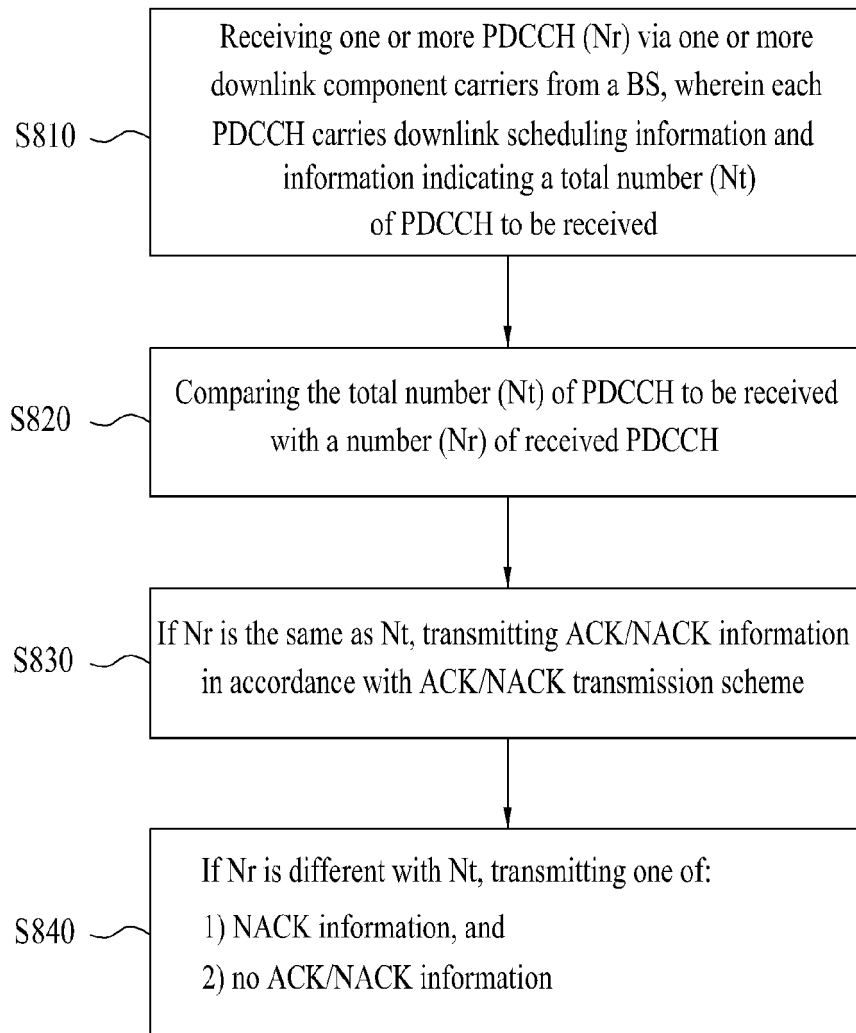 S810
Receiving one or more PDCCH (Nr) via one or more
downlink component carriers from a BS, wherein each
PDCCH carries downlink scheduling information and
information indicating a total number (Nt)
of PDCCH to be received
S820
Comparing the total number (Nt) of PDCCH to be received
with a number (Nr) of received PDCCH
S830
If Nr is the same as Nt, transmitting ACK/NACK information
in accordance with ACK/NACK transmission scheme
S840
If Nr is different with Nt, transmitting one of:
1) NACK information, and
2) no ACK/NACK information